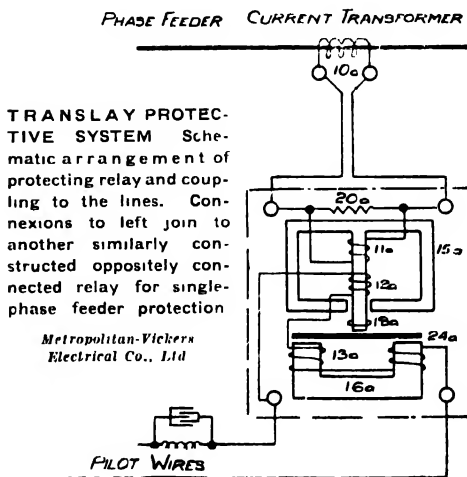 PHASE FEEDER CURRENT TRANSFORMER
10a
TRANSLAY PROTEC-
TIVE SYSTEM Sche-
matic arrangement of
protecting relay and coup-
ling to the lines. Con-
nexions to left join to
another similarly con-
structed oppositely con-
nected relay for single-
phase feeder protection
Metropolitan-Vickers
Electrical Co., Ltd
20a
11a
15a
12a
18a
24a
13a
16a
PILOT WIRES